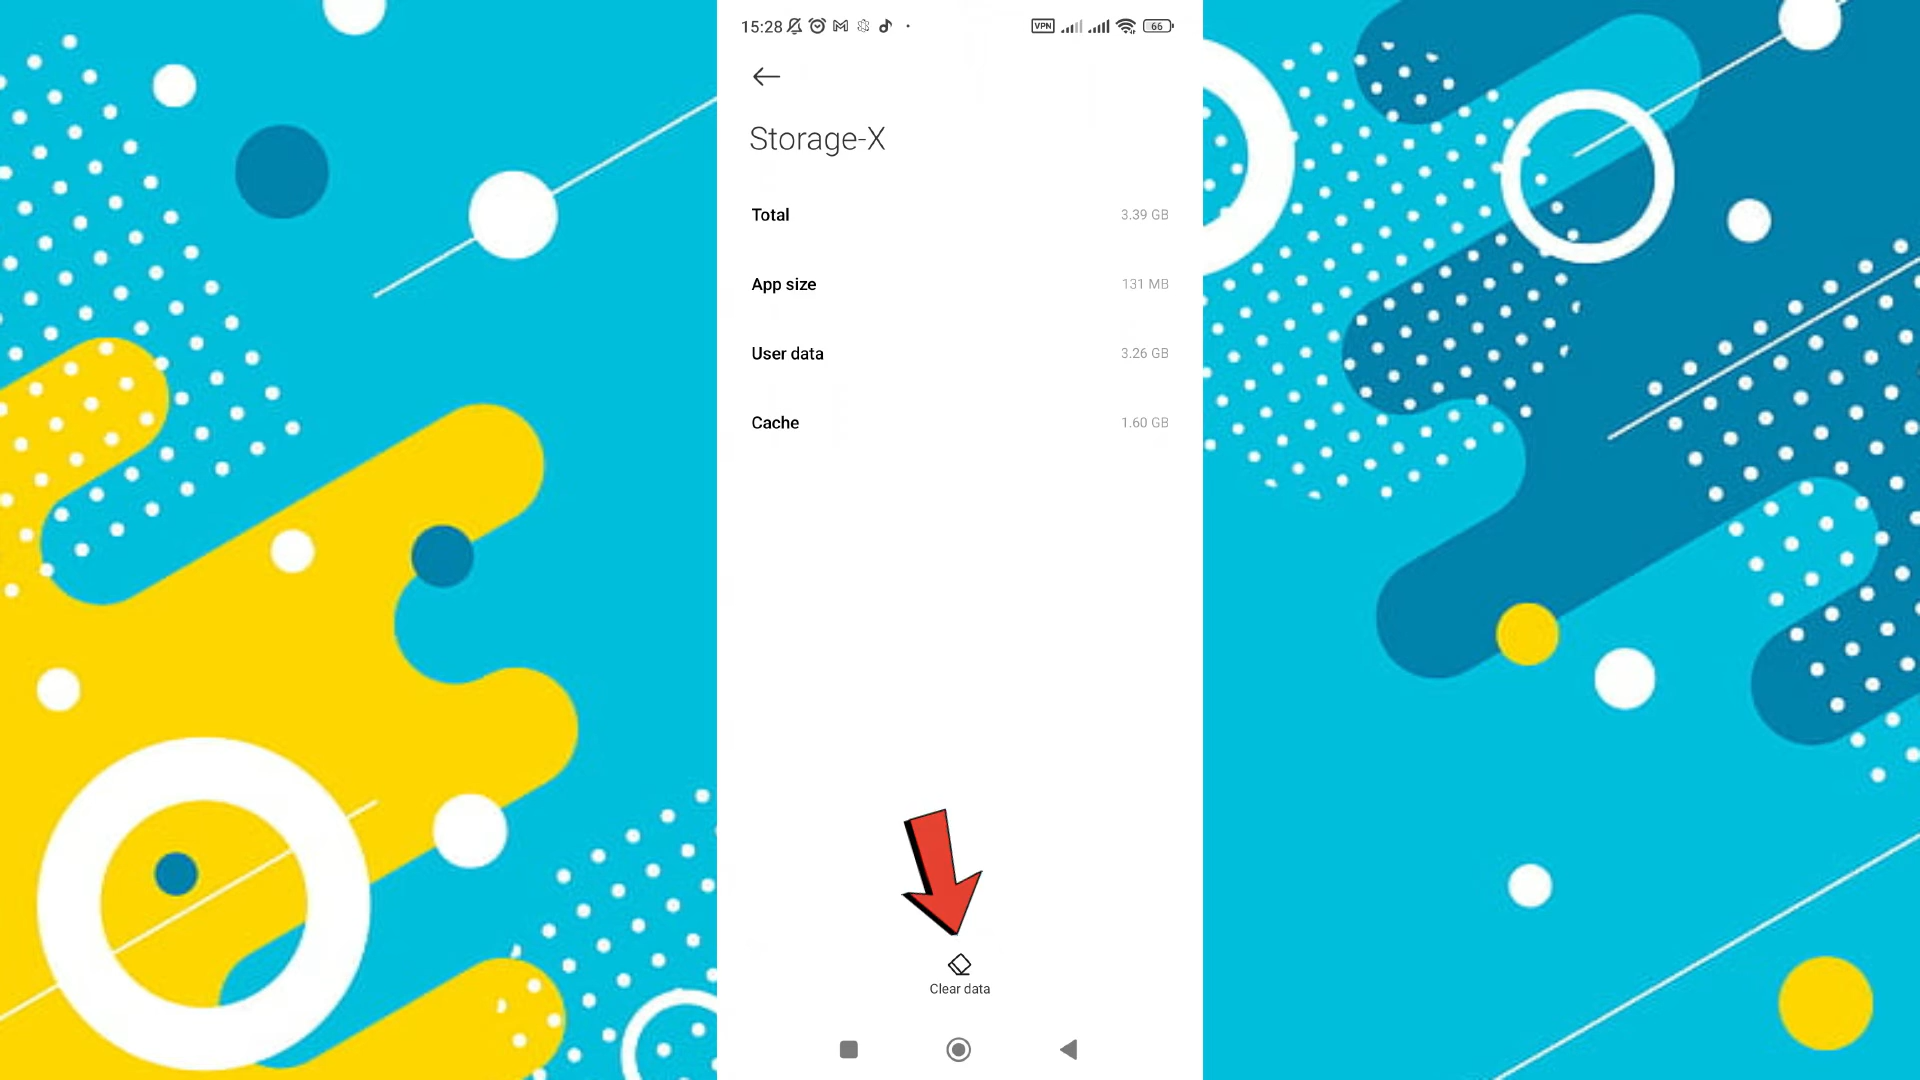 15:28 VPN 66
Storage-X
Total 3.39 GB
App size 131 MB
User data 3.26 GB
Cache 1.60 GB
Clear data